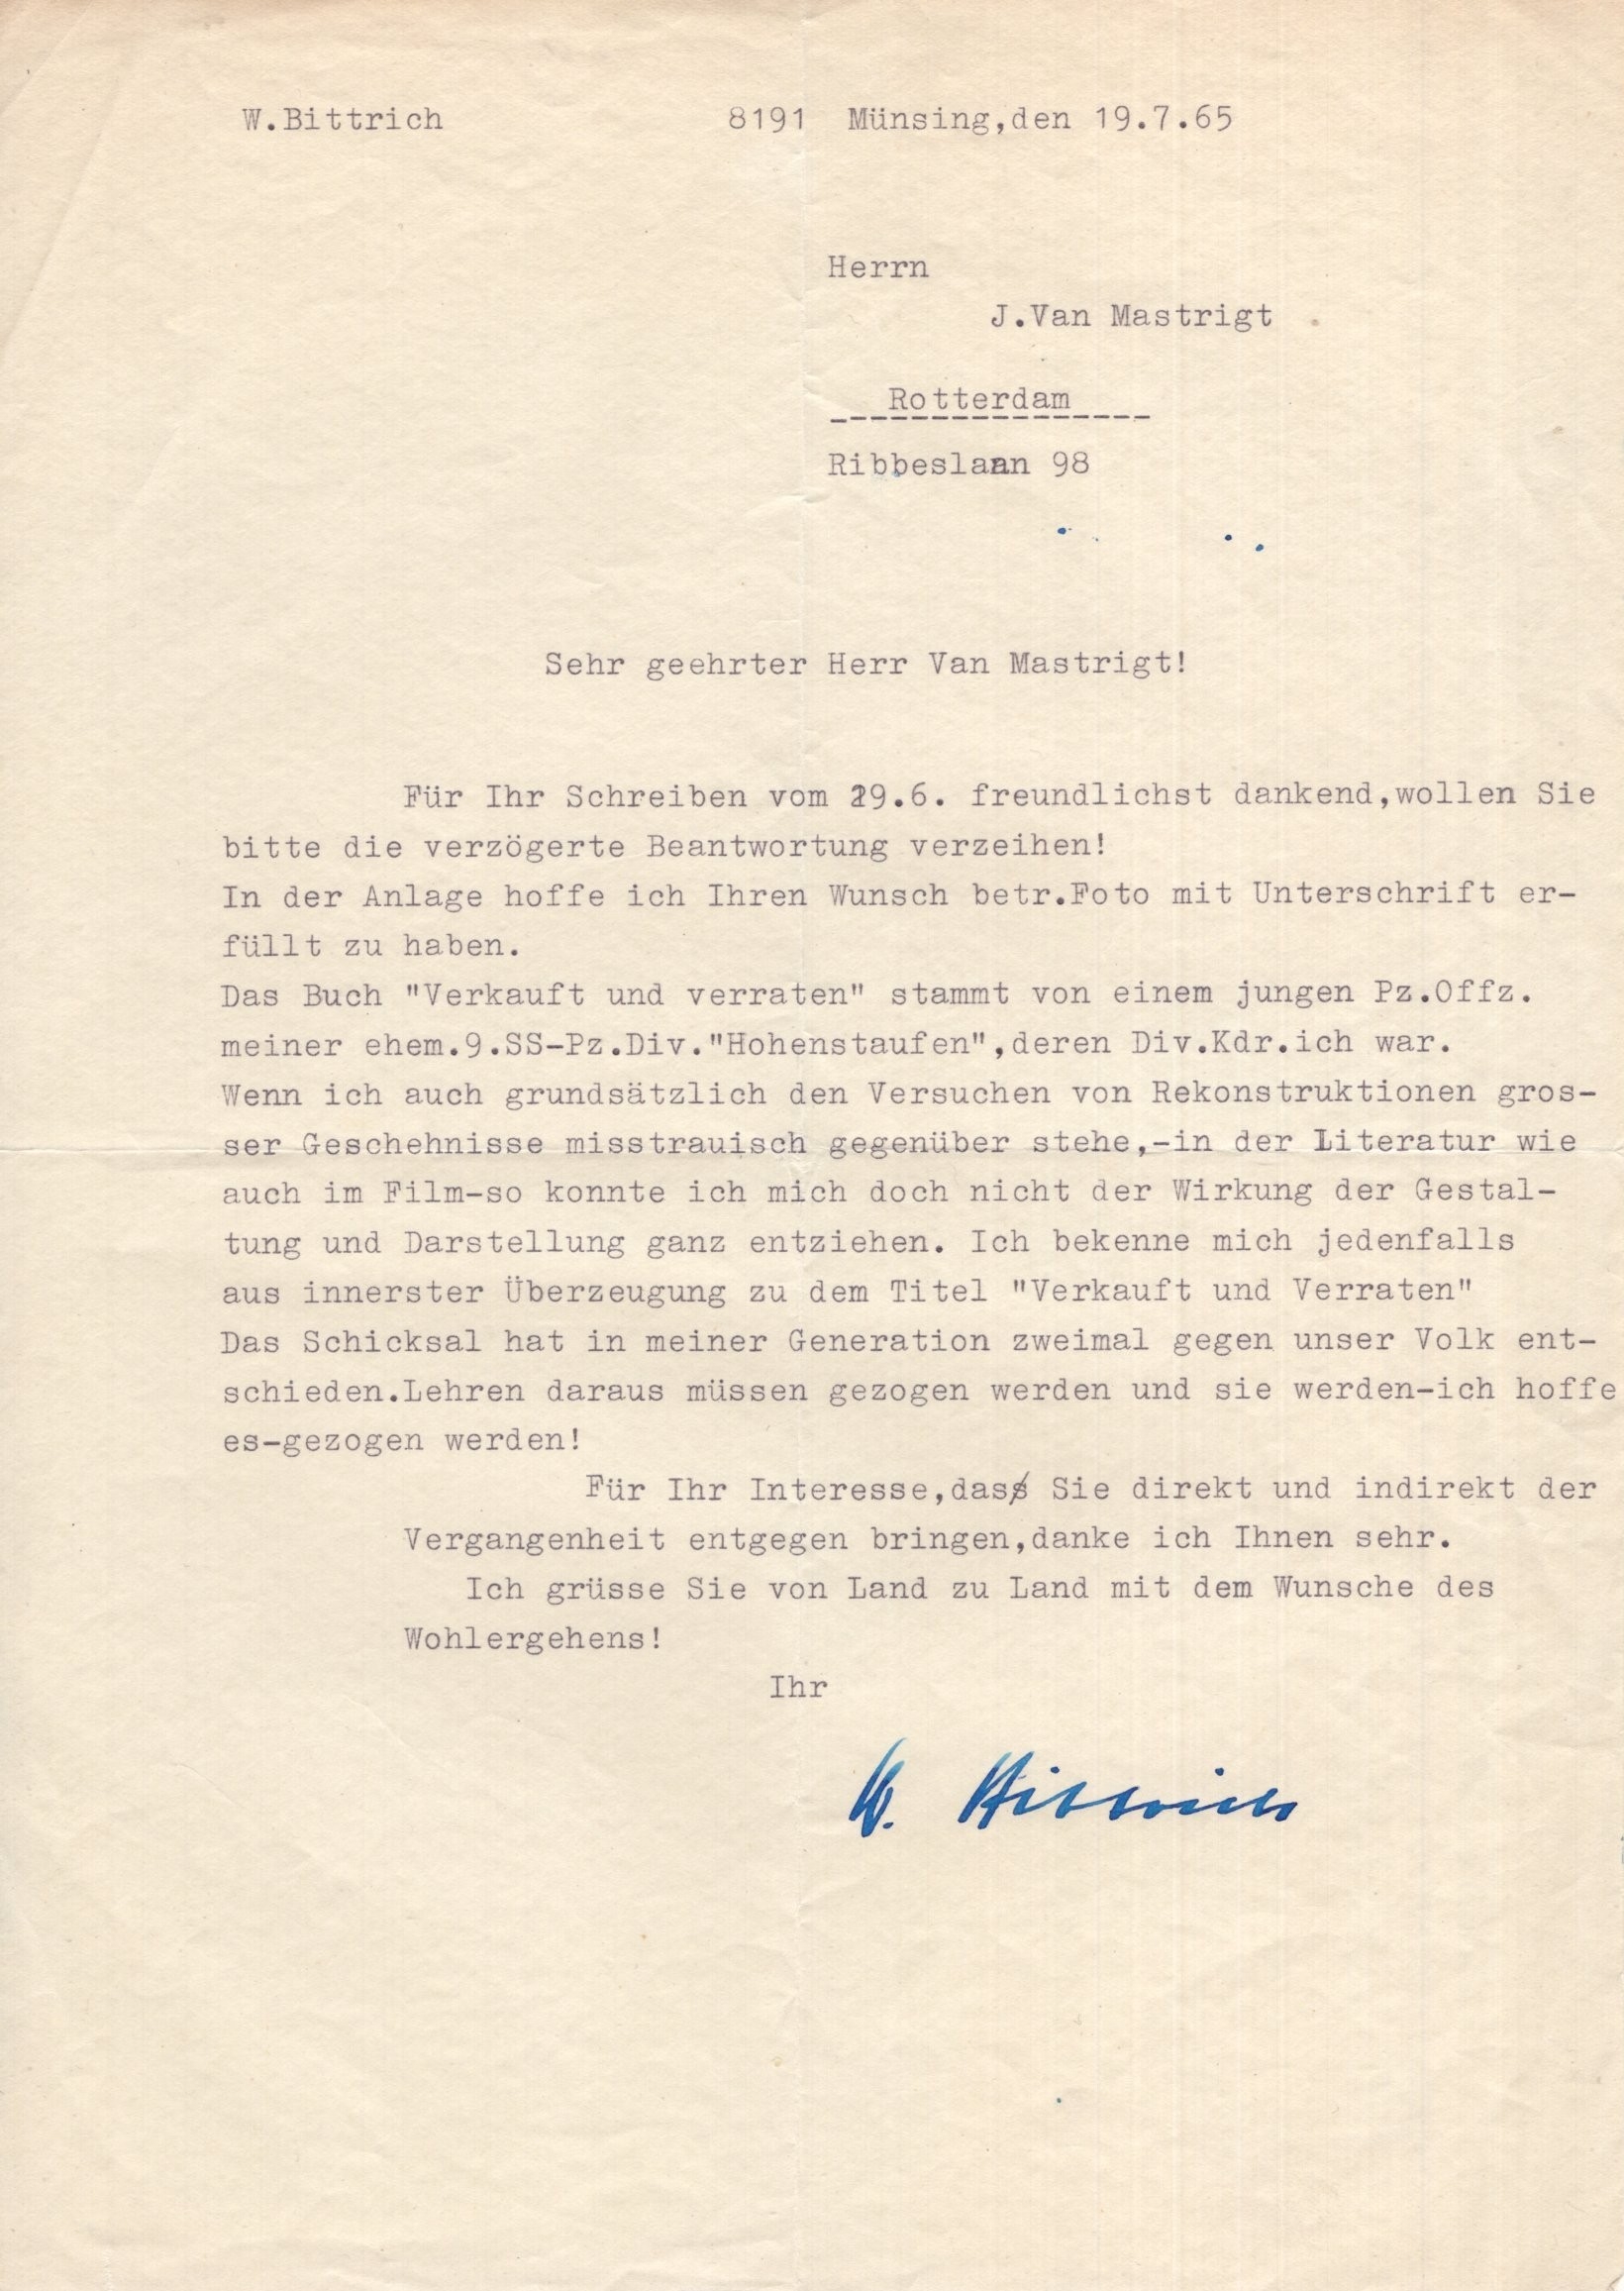 W.Bittrich 8191 Münsing,den 19.7.65
Herrn
J.Van Mastrigt
Rotterdam
Ribbeslaan 98
Sehr geehrter Herr Van Mastrigt!
Für Ihr Schreiben vom 29.6. freundlichst dankend,wollen Sie
bitte die verzögerte Beantwortung verzeihen!
In der Anlage hoffe ich Ihren Wunsch betr.Foto mit Unterschrift er-
füllt zu haben.
Das Buch "Verkauft und verraten" stammt von einem jungen Pz.Offz.
meiner ehem.9.SS-Pz.Div."Hohenstaufen",deren Div.Kdr.ich war.
Wenn ich auch grundsätzlich den Versuchen von Rekonstruktionen gros-
ser Geschehnisse misstrauisch gegenüber stehe,-in der Literatur wie
auch im Film-so konnte ich mich doch nicht der Wirkung der Gestal-
tung und Darstellung ganz entziehen. Ich bekenne mich jedenfalls
aus innerster Überzeugung zu dem Titel "Verkauft und Verraten"
Das Schicksal hat in meiner Generation zweimal gegen unser Volk ent-
schieden.Lehren daraus müssen gezogen werden und sie werden-ich hoffe
es-gezogen werden!
Für Ihr Interesse,das Sie direkt und indirekt der
Vergangenheit entgegen bringen,danke ich Ihnen sehr.
Ich grüsse Sie von Land zu Land mit dem Wunsche des
Wohlergehens!
Ihr
W. Bittrich